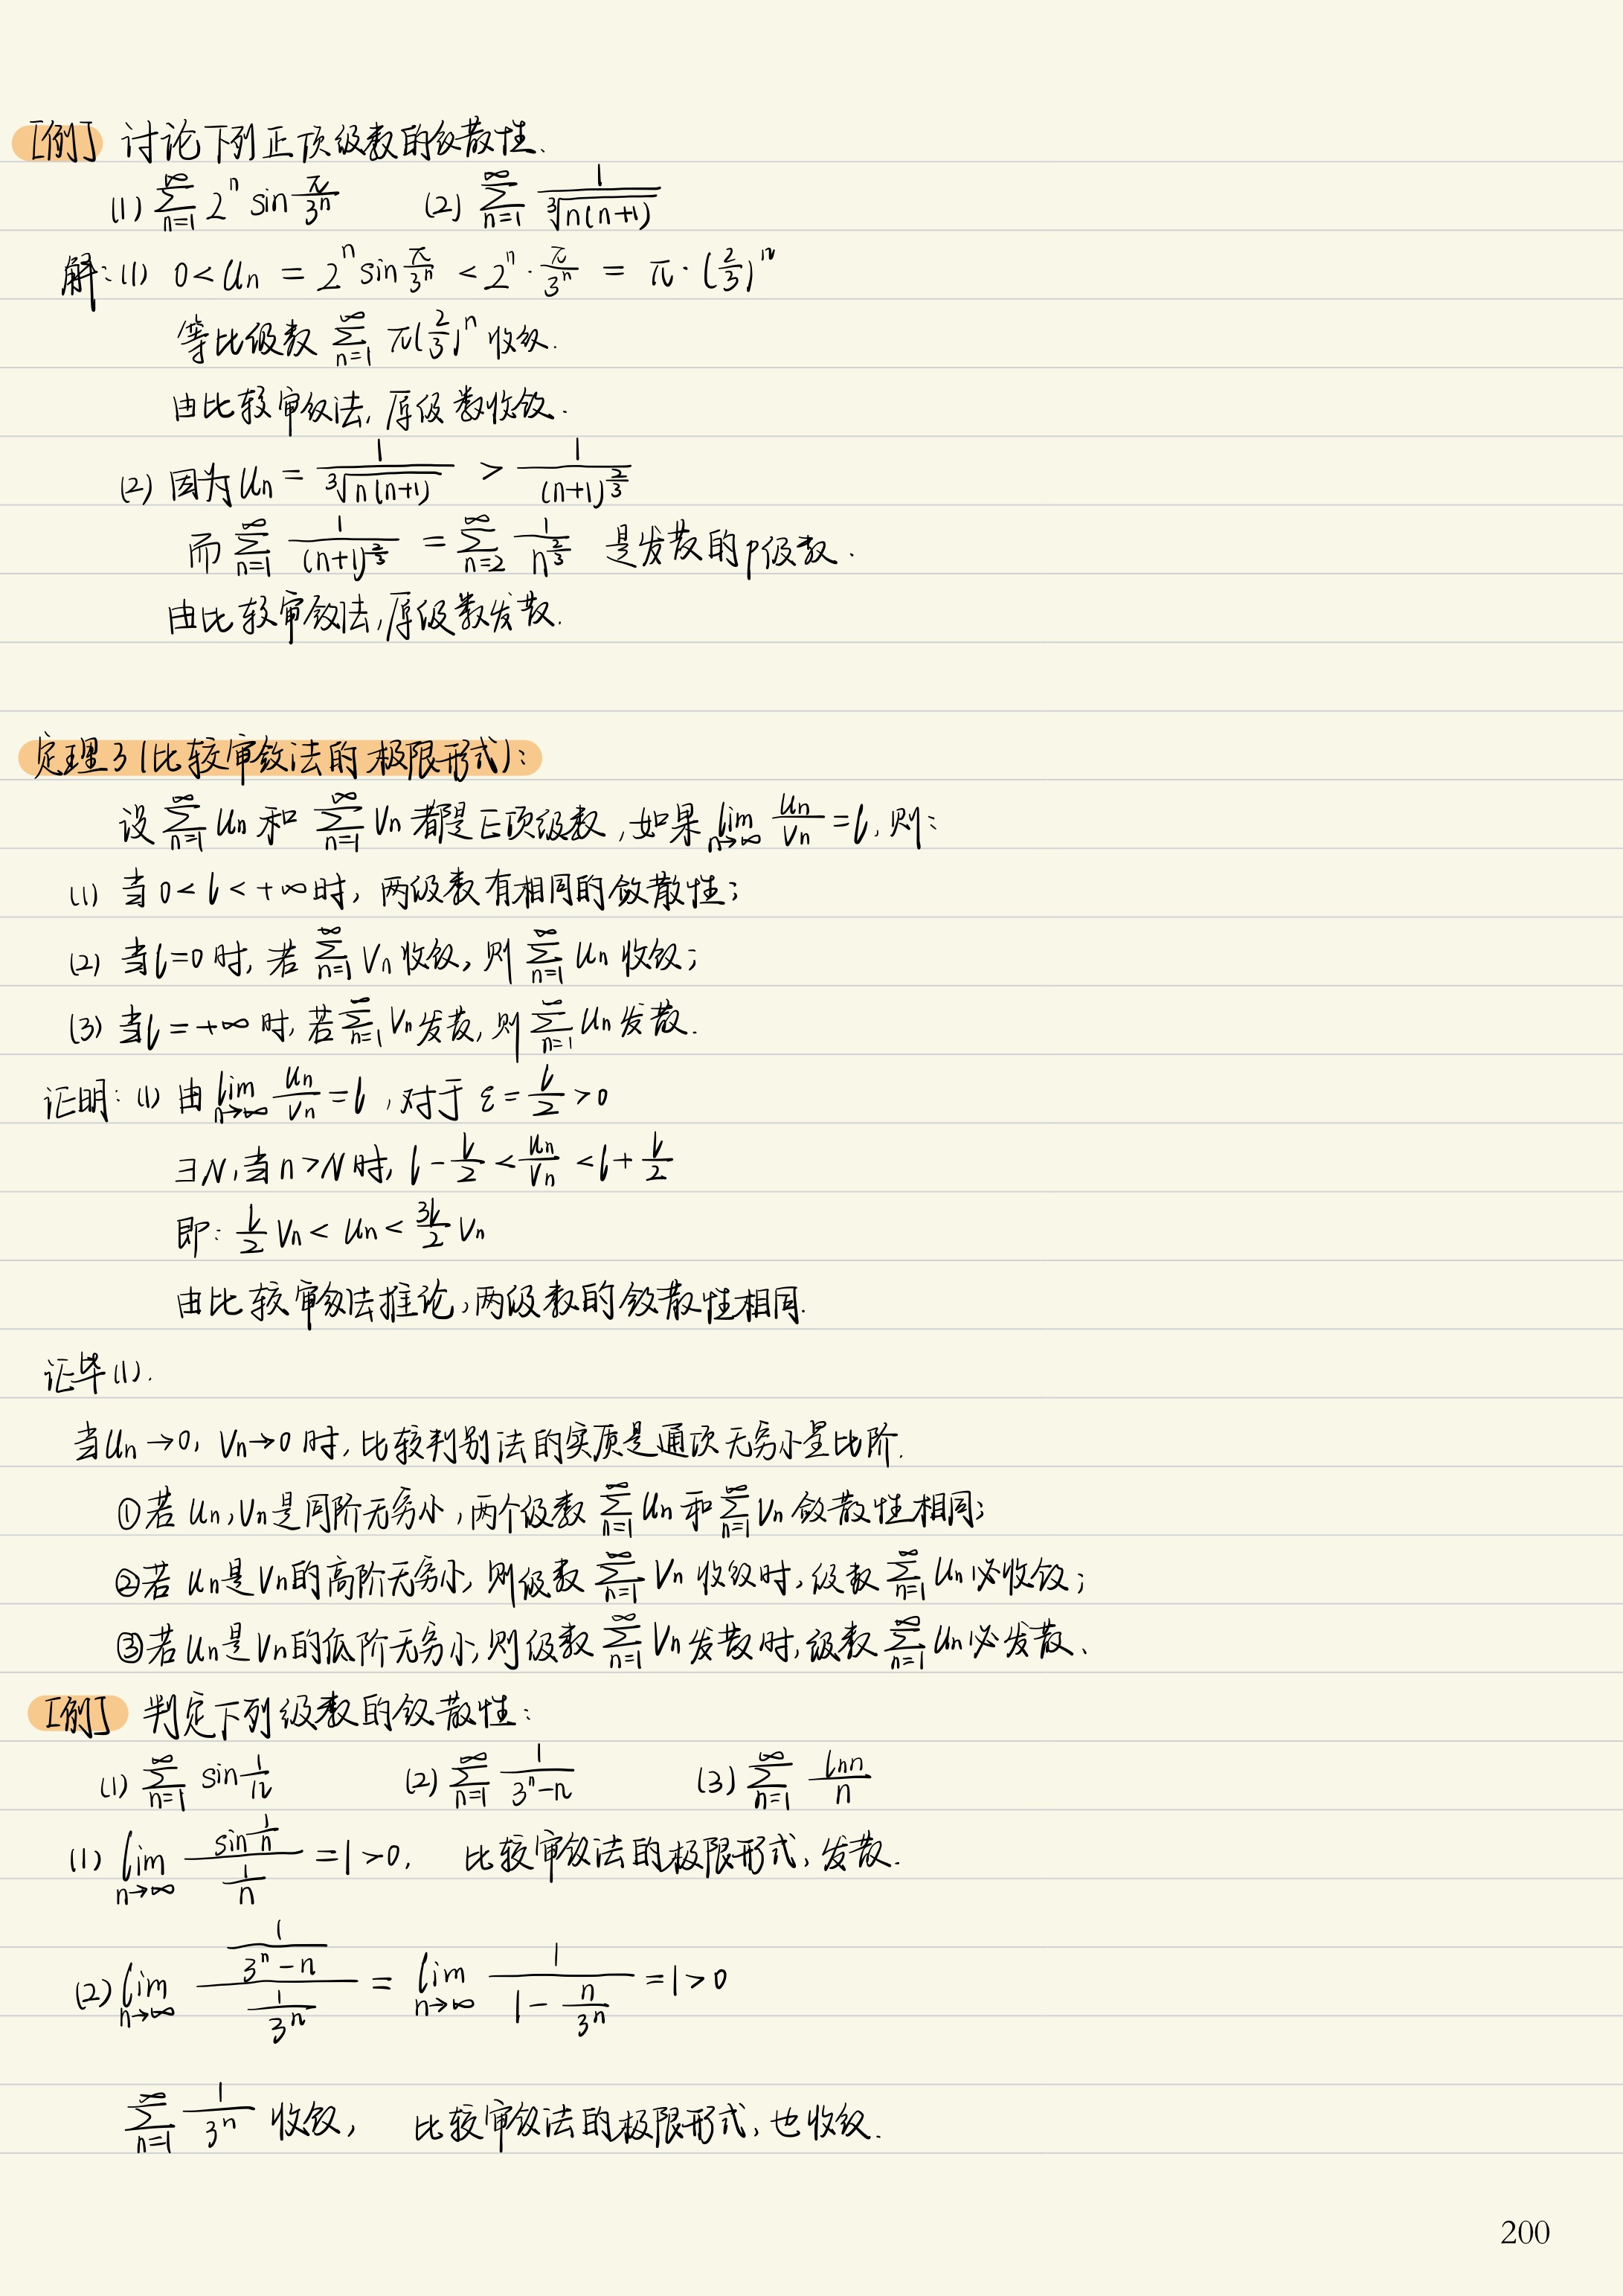 [例] 讨论下列正项级数的敛散性.
(1) $\sum_{n=1}^{\infty} 2^n \sin\frac{\pi}{3^n}$ (2) $\sum_{n=1}^{\infty} \frac{1}{\sqrt[3]{n(n+1)}}$
解:(1) $0 < u_n = 2^n \sin\frac{\pi}{3^n} < 2^n \cdot \frac{\pi}{3^n} = \pi \cdot (\frac{2}{3})^n$
等比级数 $\sum_{n=1}^{\infty} \pi(\frac{2}{3})^n$ 收敛.
由比较审敛法, 原级数收敛.
(2) 因为 $u_n = \frac{1}{\sqrt[3]{n(n+1)}} > \frac{1}{(n+1)^{\frac{2}{3}}}$
而 $\sum_{n=1}^{\infty} \frac{1}{(n+1)^{\frac{2}{3}}} = \sum_{n=2}^{\infty} \frac{1}{n^{\frac{2}{3}}}$ 是发散的p级数.
由比较审敛法,原级数发散.
定理3(比较审敛法的极限形式):
设 $\sum_{n=1}^{\infty} u_n$ 和 $\sum_{n=1}^{\infty} v_n$ 都是正项级数,如果 $\lim_{n\to\infty} \frac{u_n}{v_n} = l$, 则:
(1) 当 $0 < l < +\infty$ 时, 两级数有相同的敛散性;
(2) 当 $l=0$ 时, 若 $\sum_{n=1}^{\infty} v_n$ 收敛, 则 $\sum_{n=1}^{\infty} u_n$ 收敛;
(3) 当 $l=+\infty$ 时, 若 $\sum_{n=1}^{\infty} v_n$ 发散, 则 $\sum_{n=1}^{\infty} u_n$ 发散.
证明: (1) 由 $\lim_{n\to\infty} \frac{u_n}{v_n} = l$ ,对于 $\varepsilon = \frac{l}{2} > 0$
$\exists N$,当 $n>N$ 时, $l - \frac{l}{2} < \frac{u_n}{v_n} < l + \frac{l}{2}$
即: $\frac{l}{2} v_n < u_n < \frac{3l}{2} v_n$
由比较审敛法推论,两级数的敛散性相同.
证毕(1).
当 $u_n \to 0$, $v_n \to 0$ 时, 比较判别法的实质是通项无穷小量比阶.
①若 $u_n$,$v_n$ 是同阶无穷小,两个级数 $\sum_{n=1}^{\infty} u_n$ 和 $\sum_{n=1}^{\infty} v_n$ 敛散性相同;
②若 $u_n$ 是 $v_n$ 的高阶无穷小, 则级数 $\sum_{n=1}^{\infty} v_n$ 收敛时,级数 $\sum_{n=1}^{\infty} u_n$ 必收敛;
③若 $u_n$ 是 $v_n$ 的低阶无穷小,则级数 $\sum_{n=1}^{\infty} v_n$ 发散时,级数 $\sum_{n=1}^{\infty} u_n$ 必发散.
[例] 判定下列级数的敛散性:
(1) $\sum_{n=1}^{\infty} \sin\frac{1}{n}$ (2) $\sum_{n=1}^{\infty} \frac{1}{3^n-n}$ (3) $\sum_{n=1}^{\infty} \frac{\ln n}{n}$
(1) $\lim_{n\to\infty} \frac{\sin\frac{1}{n}}{\frac{1}{n}} = 1 > 0$, 比较审敛法的极限形式,发散.
(2) $\lim_{n\to\infty} \frac{\frac{1}{3^n-n}}{\frac{1}{3^n}} = \lim_{n\to\infty} \frac{1}{1-\frac{n}{3^n}} = 1 > 0$
$\sum_{n=1}^{\infty} \frac{1}{3^n}$ 收敛, 比较审敛法的极限形式, 也收敛.
200